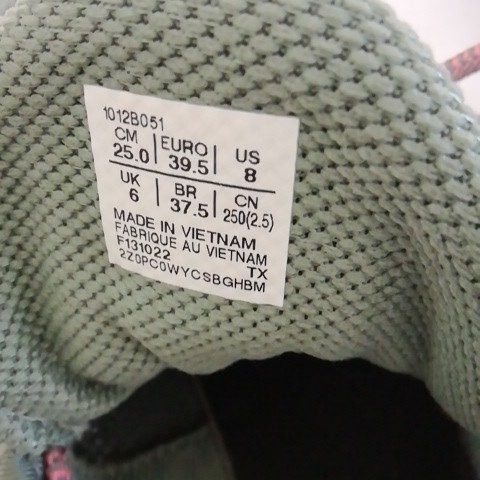 1012B051
CM 25.0 | EURO 39.5 | US 8
UK 6 | BR 37.5 | CN 250(2.5)
MADE IN VIETNAM
FABRIQUE AU VIETNAM
F131022 TX
2Z0PC0WYCSBGHBM